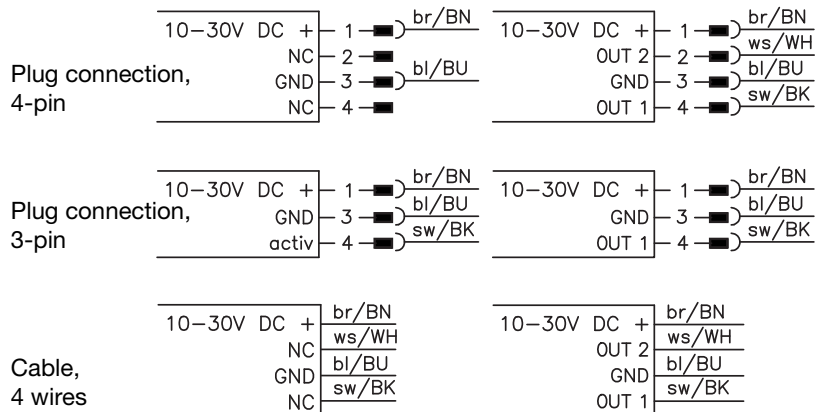 10-30V DC + 1 br/BN 10-30V DC + 1 br/BN
NC 2 OUT 2 2 ws/WH
Plug connection, GND 3 bl/BU GND 3 bl/BU
4-pin NC 4 OUT 1 4 sw/BK
10-30V DC + 1 br/BN 10-30V DC + 1 br/BN
Plug connection, GND 3 bl/BU GND 3 bl/BU
3-pin activ 4 sw/BK OUT 1 4 sw/BK
10-30V DC + br/BN 10-30V DC + br/BN
NC ws/WH OUT 2 ws/WH
Cable, GND bl/BU GND bl/BU
4 wires NC sw/BK OUT 1 sw/BK